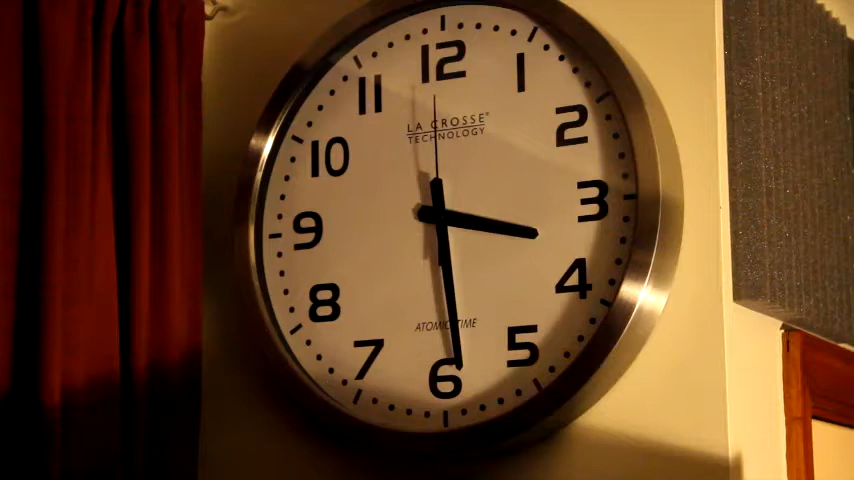 12
11 1
LA CROSSE®
TECHNOLOGY
10 2
9 3
8 4
ATOMIC TIME
7 5
6